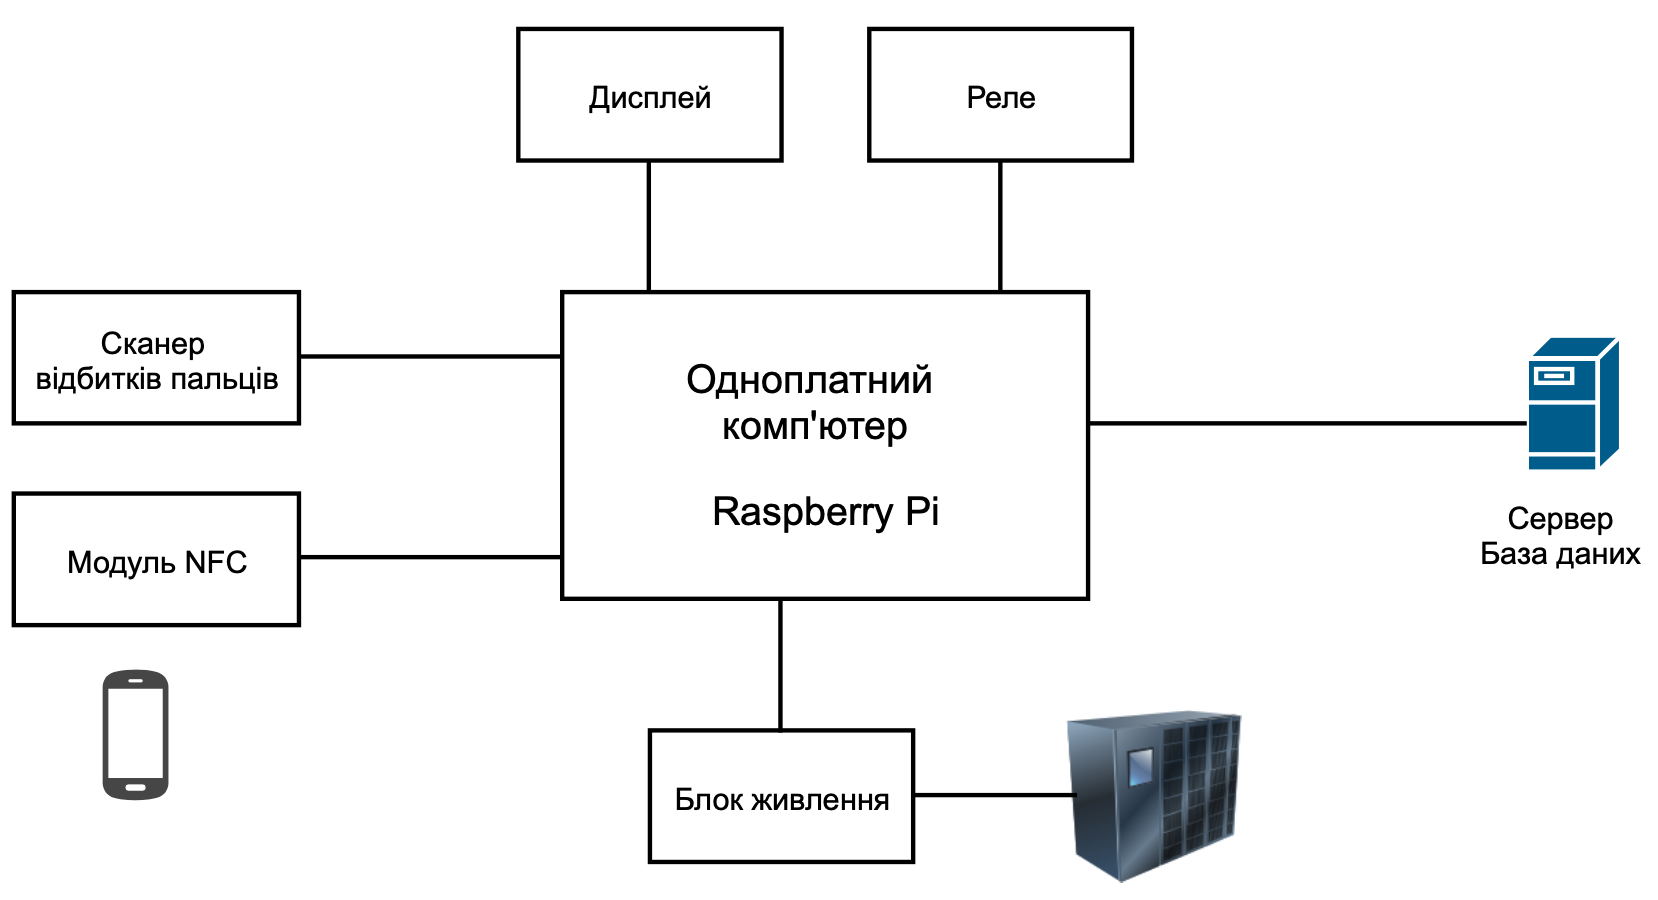 Дисплей
Реле
Сканер
відбитків пальців
Одноплатний
комп'ютер
Raspberry Pi
Модуль NFC
Сервер
База даних
Блок живлення